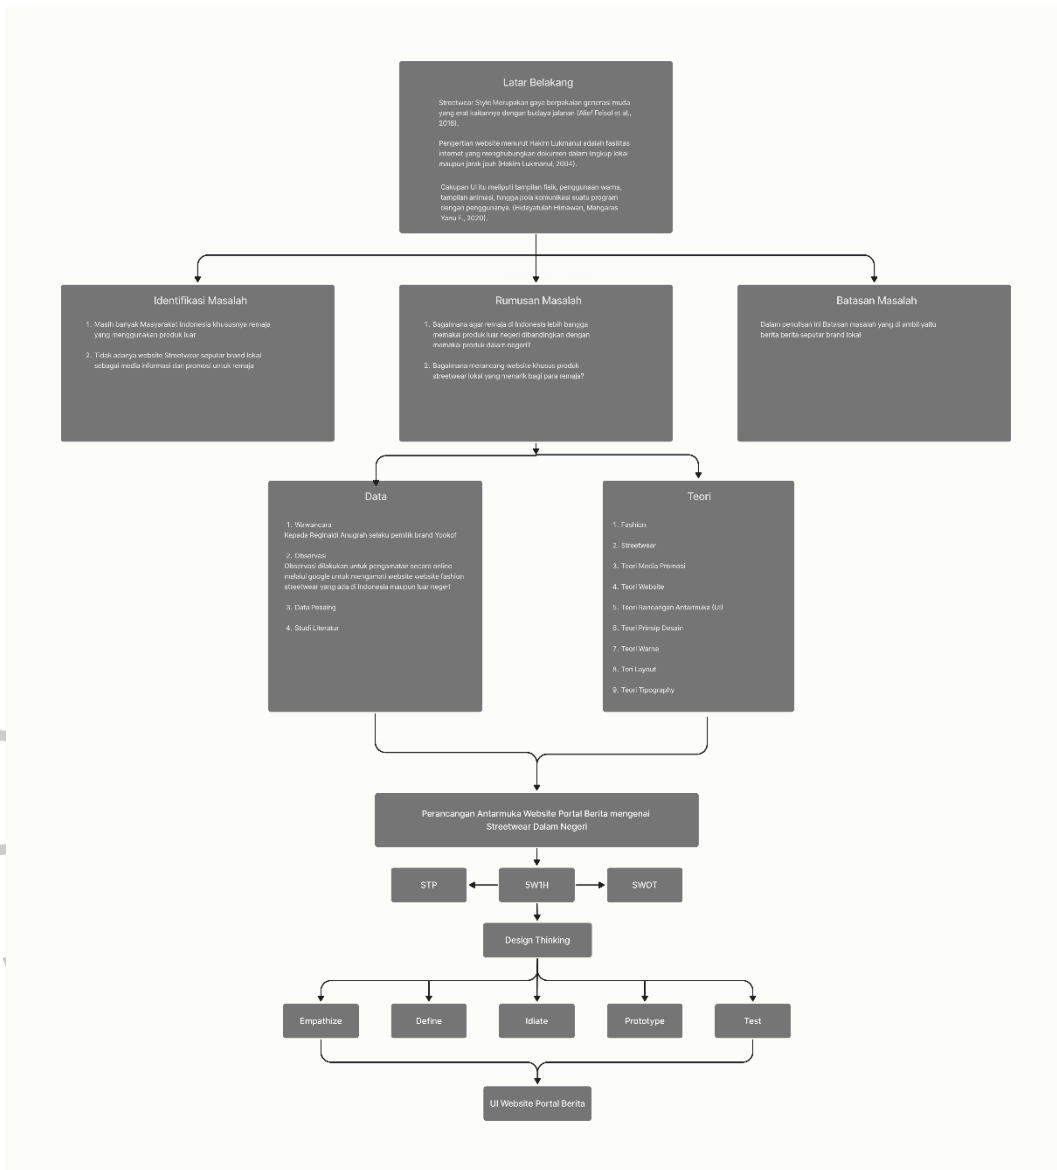 Latar Belakang
Streetwear Style Merupakan gaya berpakaian generasi muda
yang erat kaitannya dengan budaya jalanan (Alief Feisol et al.,
2018).
Pengertian website menurut Hakim Lukmanul adalah fasilitas
internet yang menghubungkan dokumen dalam lingkup lokal
maupun jarak jauh (Hakim Lukmanul, 2004).
Cakupan UI itu meliputi tampilan fisik, penggunaan warna,
tampilan animasi, hingga pola komunikasi suatu program
dengan penggunanya. (Hidayatulah Himawan, Mangaras
Yanu F., 2020).
Identifikasi Masalah
1. Masih banyak Masyarakat Indonesia khususnya remaja
yang menggunakan produk luar
2. Tidak adanya website Streetwear seputar brand lokal
sebagai media informasi dan promosi untuk remaja
Rumusan Masalah
1. Bagaimana agar remaja di Indonesia lebih bangga
memakai produk luar negeri dibandingkan dengan
memakai produk dalam negeri?
2. Bagaimana merancang website khusus produk
streetwear lokal yang menarik bagi para remaja?
Batasan Masalah
Dalam penulisan ini Batasan masalah yang di ambil yaitu
berita berita seputar brand lokal
Data
1. Wawancara
Kepada Reginaldi Anugrah selaku pemilik brand Yookof
2. Observasi
Observasi dilakukan untuk pengamatan secara online
melalui google untuk mengamati website website fashion
streetwear yang ada di Indonesia maupun luar negeri
3. Data Pesaing
4. Studi Literatur
Teori
1. Fashion
2. Streetwear
3. Teori Media Promosi
4. Teori Website
5. Teori Rancangan Antarmuka (UI)
6. Teori Prinsip Desain
7. Teori Warna
8. Tori Layout
9. Teori Tipography
Perancangan Antarmuka Website Portal Berita mengenai
Streetwear Dalam Negeri
STP
5W1H
SWOT
Design Thinking
Empathize
Define
Idiate
Prototype
Test
UI Website Portal Berita